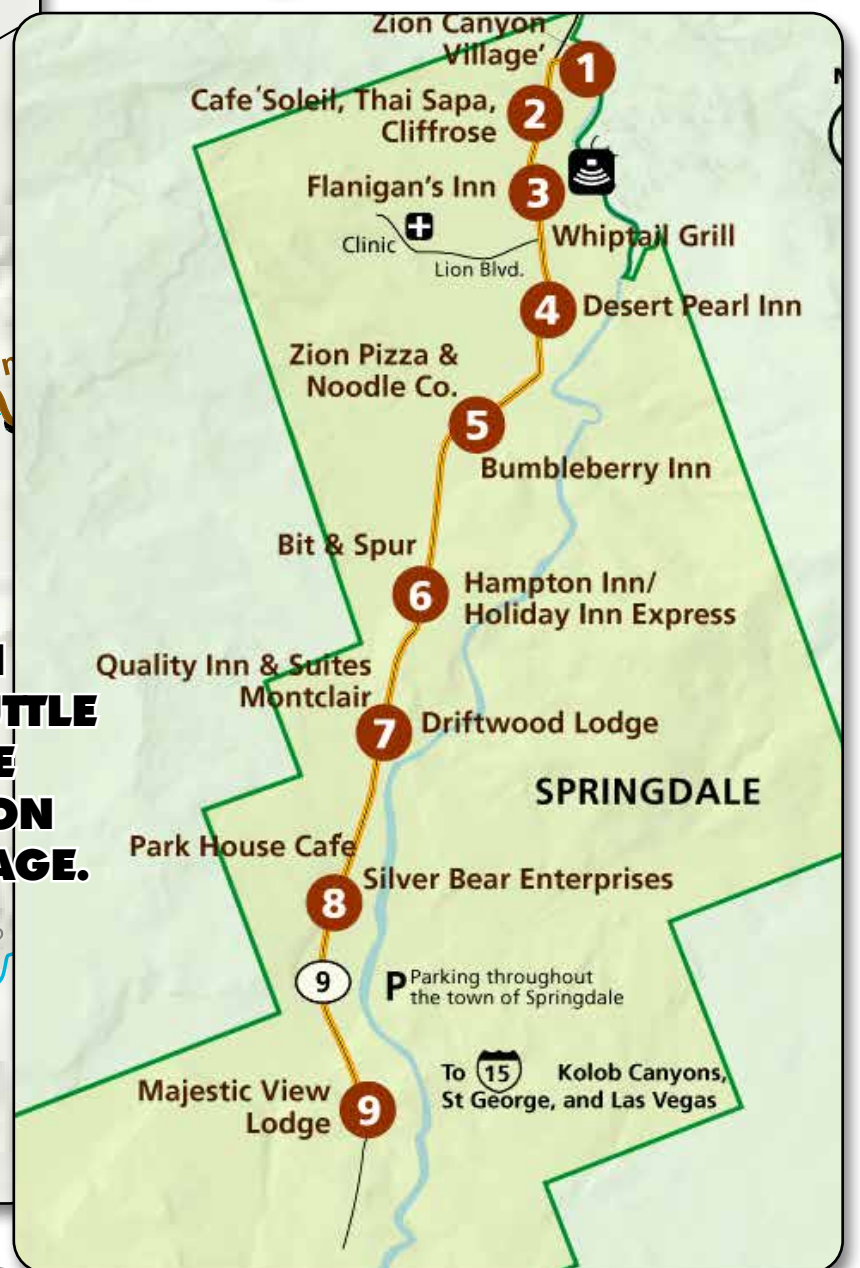 Zion Canyon
Village'
1
Cafe´Soleil, Thai Sapa,
Cliffrose
2
Flanigan's Inn
3
Whiptail Grill
Clinic
Lion Blvd.
4
Desert Pearl Inn
Zion Pizza &
Noodle Co.
5
Bumbleberry Inn
Bit & Spur
6
Hampton Inn/
Holiday Inn Express
Quality Inn & Suites
Montclair
7
Driftwood Lodge
SPRINGDALE
Park House Cafe
Silver Bear Enterprises
8
9
P Parking throughout
the town of Springdale
To 15 Kolob Canyons,
St George, and Las Vegas
Majestic View
Lodge
9